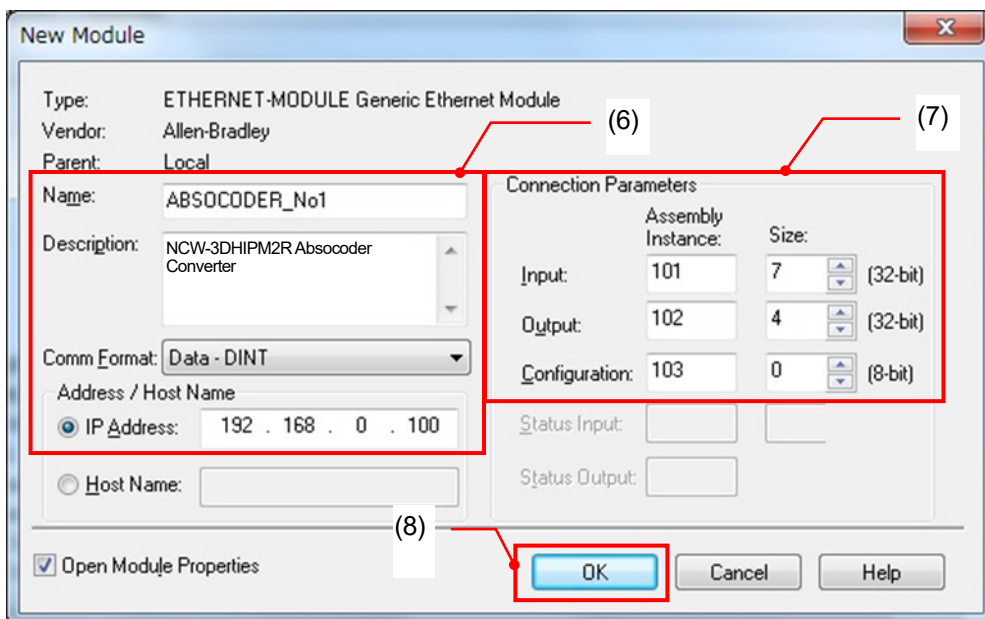 New Module
x
Type: ETHERNET-MODULE Generic Ethernet Module
Vendor: Allen-Bradley
Parent: Local
(6)
(7)
Name: ABSOCODER_No1
Description: NCW-3DHIPM2R Absocoder
Converter
Comm Format: Data - DINT
Address / Host Name
IP Address: 192 . 168 . 0 . 100
Host Name:
Connection Parameters
Assembly
Instance: Size:
Input: 101 7 (32-bit)
Output: 102 4 (32-bit)
Configuration: 103 0 (8-bit)
Status Input:
Status Output:
(8)
Open Module Properties
OK Cancel Help